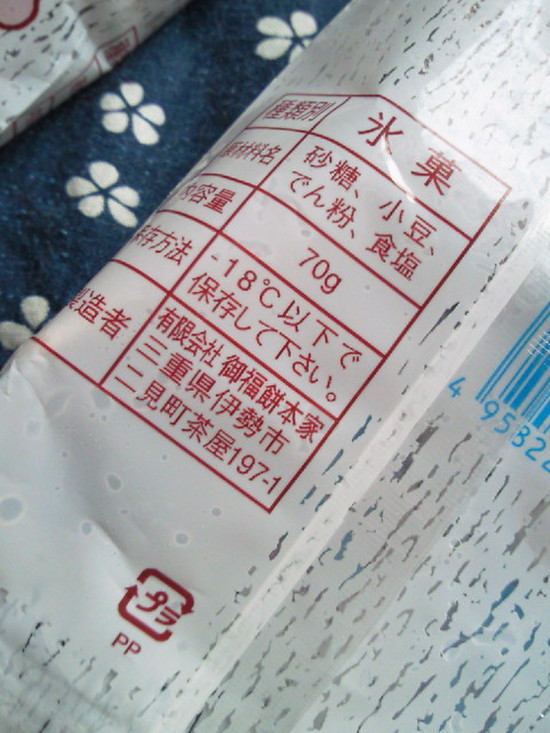 種類別 氷菓
原材料名 砂糖、小豆、
でん粉、食塩
内容量 70g
保存方法 -18℃以下で
保存して下さい。
製造者 有限会社 御福餅本家
三重県伊勢市
二見町茶屋197-1
プラ
PP
4 95822